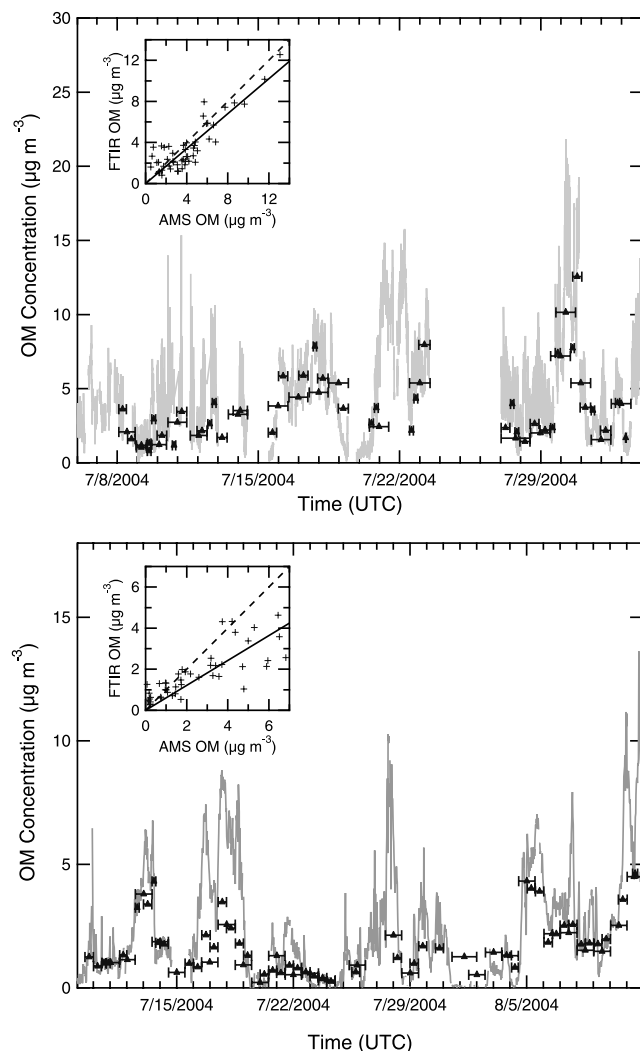 30
25
20
15
10
5
0
OM Concentration (µg m⁻³)
12
8
4
0
FTIR OM (µg m⁻³)
0 4 8 12
AMS OM (µg m⁻³)
7/8/2004 7/15/2004 7/22/2004 7/29/2004
Time (UTC)
15
10
5
0
OM Concentration (µg m⁻³)
7
6
4
2
0
FTIR OM (µg m⁻³)
0 2 4 6
AMS OM (µg m⁻³)
7/15/2004 7/22/2004 7/29/2004 8/5/2004
Time (UTC)